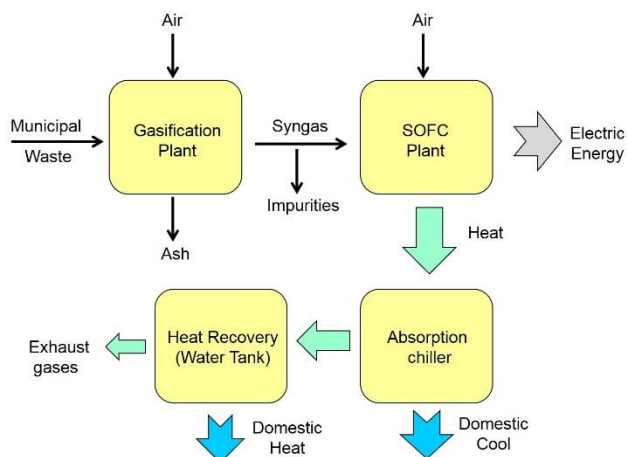 Air
Air
Municipal
Waste
Gasification
Plant
Syngas
Impurities
SOFC
Plant
Electric
Energy
Ash
Heat
Exhaust
gases
Heat Recovery
(Water Tank)
Absorption
chiller
Domestic
Heat
Domestic
Cool